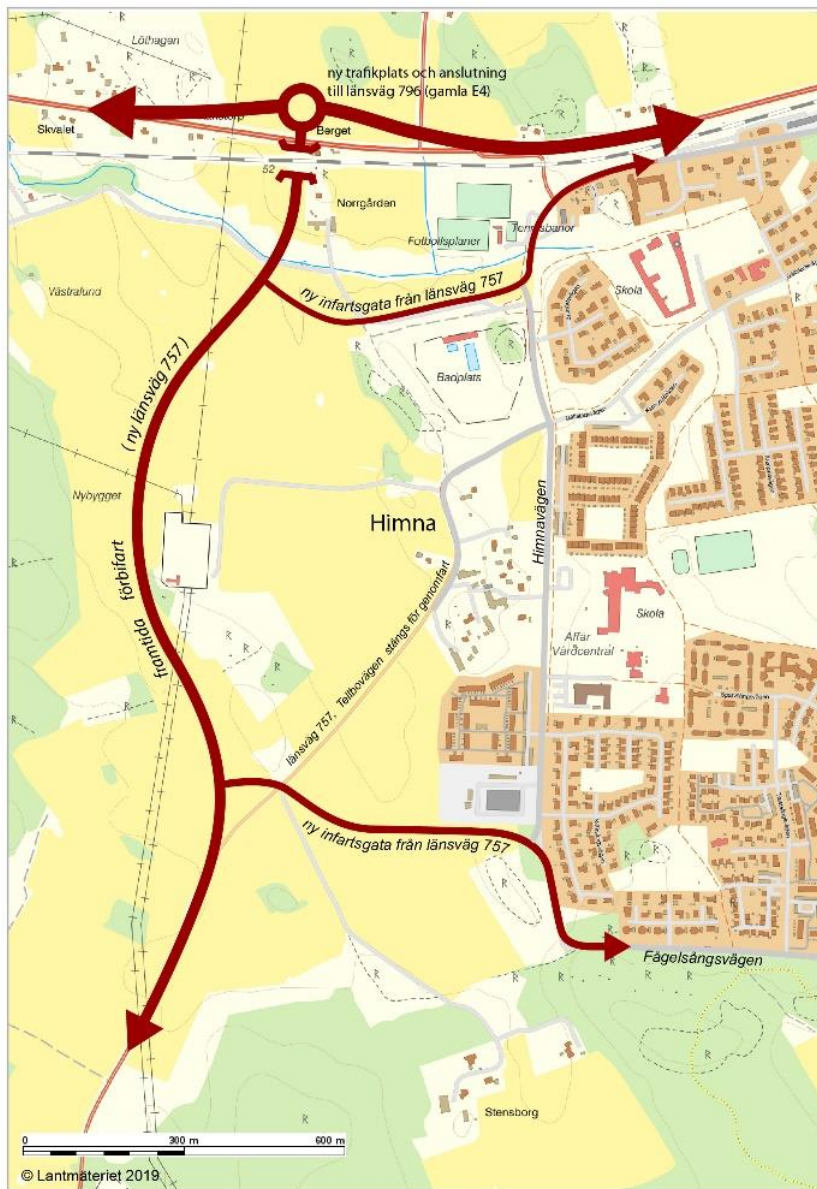 Löthagen
ny trafikplats och anslutning
till länsväg 796 (gamla E4)
Skvalet
Berget
52
Norrgården
Fotbollsplaner
Tennisbanor
Skola
Västralund
ny infartsgata från länsväg 757
( ny länsväg 757 )
Badplats
Nybygget
Himna
Himnavägen
framtida förbifart
länsväg 757, Tellbovägen stängs för genomfart
Affär
Vårdcentral
Skola
ny infartsgata från länsväg 757
Fågelsångsvägen
Stensborg
0 300 m 600 m
© Lantmäteriet 2019